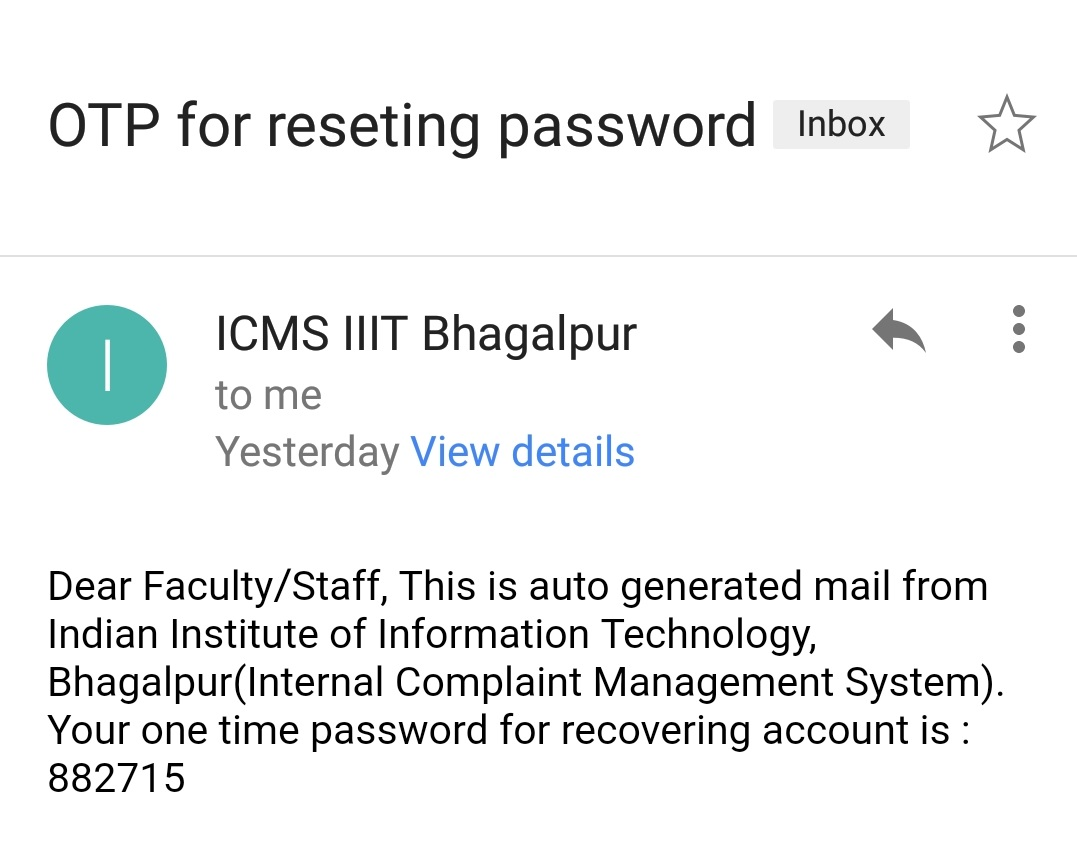 OTP for reseting password Inbox
I
ICMS IIIT Bhagalpur
to me
Yesterday View details
Dear Faculty/Staff, This is auto generated mail from
Indian Institute of Information Technology,
Bhagalpur(Internal Complaint Management System).
Your one time password for recovering account is :
882715